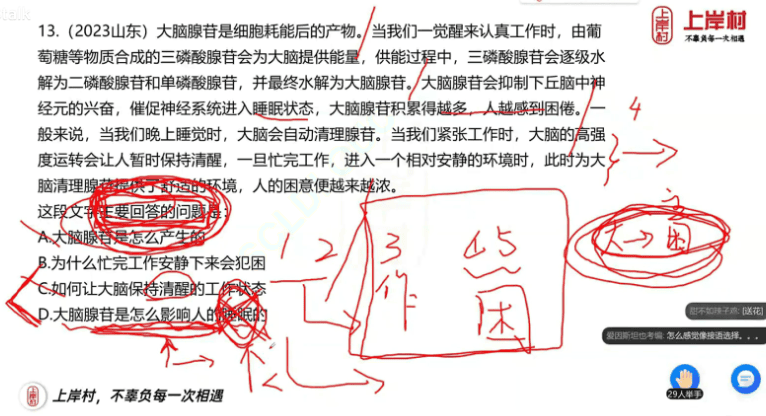 talk
13.（2023山东）大脑腺苷是细胞耗能后的产物。当我们一觉醒来认真工作时，由葡
萄糖等物质合成的三磷酸腺苷会为大脑提供能量，供能过程中，三磷酸腺苷会逐级水
解为二磷酸腺苷和单磷酸腺苷，并最终水解为大脑腺苷。大脑腺苷会抑制下丘脑中神
经元的兴奋，催促神经系统进入睡眠状态，大脑腺苷积累得越多，人越感到困倦。一
般来说，当我们晚上睡觉时，大脑会自动清理腺苷。当我们紧张工作时，大脑的高强
度运转会让人暂时保持清醒，一旦忙完工作，进入一个相对安静的环境时，此时为大
脑清理腺苷提供了舒适的环境，人的困意便越来越浓。
这段文字主要回答的问题是：
A.大脑腺苷是怎么产生的
B.为什么忙完工作安静下来会犯困
C.如何让大脑保持清醒的工作状态
D.大脑腺苷是怎么影响人的睡眠的
上岸村
上岸村
不辜负每一次相遇
4
主
大→困
1 2 3 45
作 困
甜不如辣子鸡: [送花]
爱因斯坦也考编: 怎么感觉像接语选择。。。
29人举手
上岸村
上岸村，不辜负每一次相遇